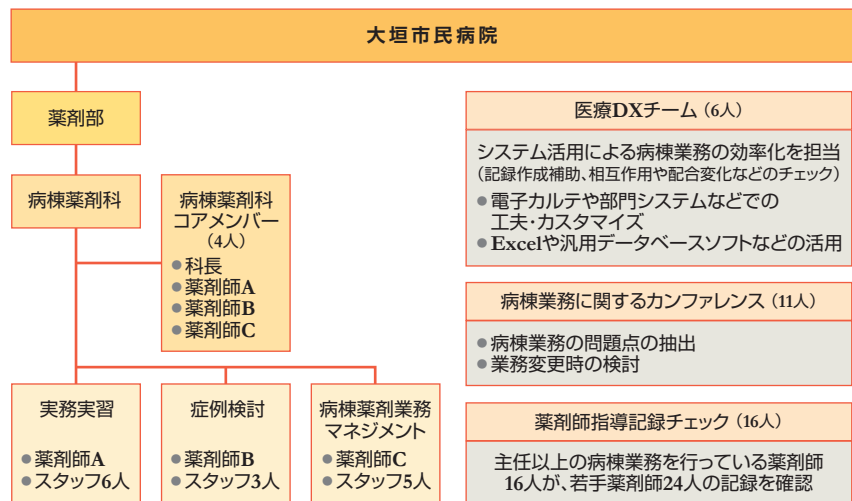 大垣市民病院
薬剤部
病棟薬剤科
病棟薬剤科
コアメンバー
（4人）
●科長
●薬剤師A
●薬剤師B
●薬剤師C
実務実習
●薬剤師A
●スタッフ6人
症例検討
●薬剤師B
●スタッフ3人
病棟薬剤業務
マネジメント
●薬剤師C
●スタッフ5人
医療DXチーム（6人）
システム活用による病棟業務の効率化を担当
（記録作成補助、相互作用や配合変化などのチェック）
●電子カルテや部門システムなどでの
工夫・カスタマイズ
●Excelや汎用データベースソフトなどの活用
病棟業務に関するカンファレンス（11人）
●病棟業務の問題点の抽出
●業務変更時の検討
薬剤師指導記録チェック（16人）
主任以上の病棟業務を行っている薬剤師
16人が、若手薬剤師24人の記録を確認